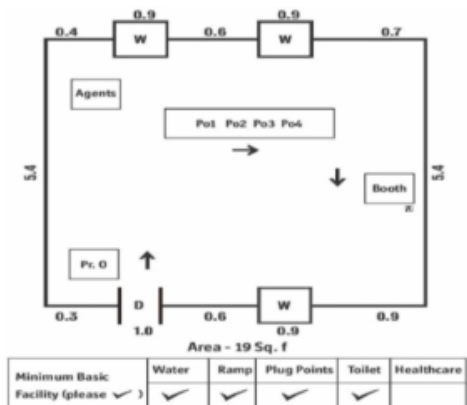 0.9 0.9
0.4 W 0.6 W 0.7
Agents
Po1 Po2 Po3 Po4
5.4 5.4
Booth
Pr. O
D W
0.3 1.0 0.6 0.9 0.9
Area - 19 Sq. f
Minimum Basic Facility (please ✓ ) Water Ramp Plug Points Toilet Healthcare
✓ ✓ ✓ ✓